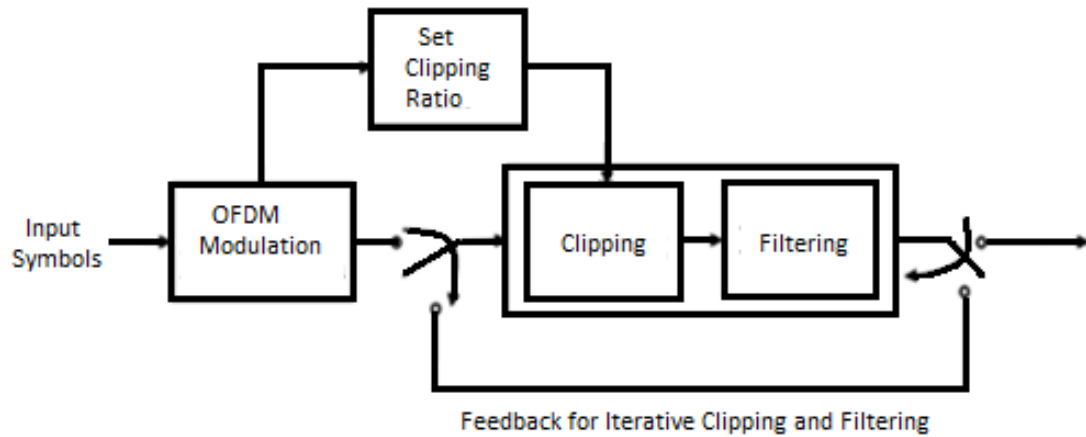 Set
Clipping
Ratio
Input
Symbols
OFDM
Modulation
Clipping
Filtering
Feedback for Iterative Clipping and Filtering